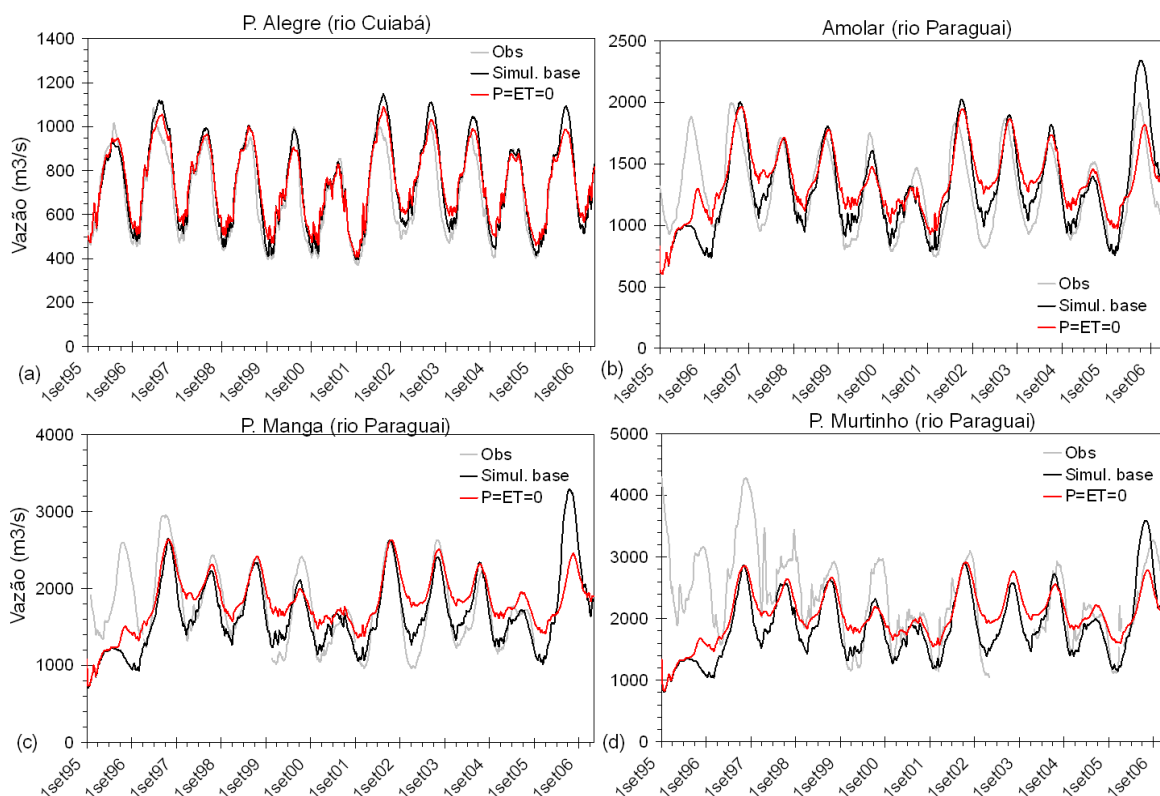 P. Alegre (rio Cuiabá)
1400
1200
1000
800
600
400
200
0
Vazão (m3/s)
Obs
Simul. base
P=ET=0
(a)
1set95
1set96
1set97
1set98
1set99
1set00
1set01
1set02
1set03
1set04
1set05
1set06
Amolar (rio Paraguai)
2500
2000
1500
1000
500
0
Obs
Simul. base
P=ET=0
(b)
1set95
1set96
1set97
1set98
1set99
1set00
1set01
1set02
1set03
1set04
1set05
1set06
P. Manga (rio Paraguai)
4000
3000
2000
1000
0
Vazão (m3/s)
Obs
Simul. base
P=ET=0
(c)
1set95
1set96
1set97
1set98
1set99
1set00
1set01
1set02
1set03
1set04
1set05
1set06
P. Murtinho (rio Paraguai)
5000
4000
3000
2000
1000
0
Obs
Simul. base
P=ET=0
(d)
1set95
1set96
1set97
1set98
1set99
1set00
1set01
1set02
1set03
1set04
1set05
1set06